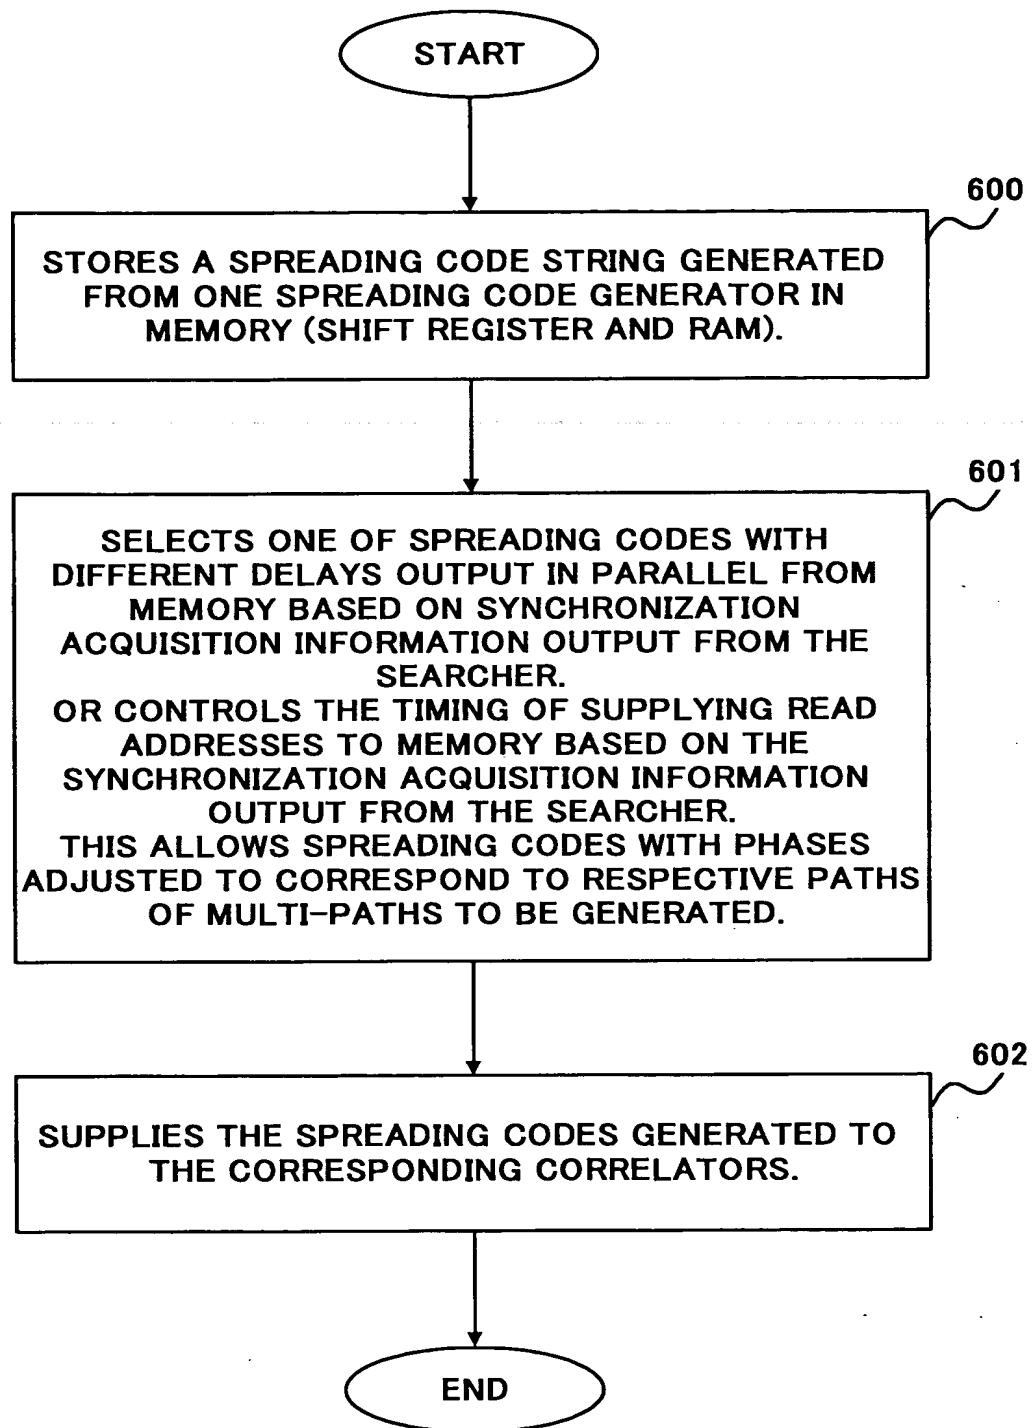 START
600
STORES A SPREADING CODE STRING GENERATED
FROM ONE SPREADING CODE GENERATOR IN
MEMORY (SHIFT REGISTER AND RAM).
601
SELECTS ONE OF SPREADING CODES WITH
DIFFERENT DELAYS OUTPUT IN PARALLEL FROM
MEMORY BASED ON SYNCHRONIZATION
ACQUISITION INFORMATION OUTPUT FROM THE
SEARCHER.
OR CONTROLS THE TIMING OF SUPPLYING READ
ADDRESSES TO MEMORY BASED ON THE
SYNCHRONIZATION ACQUISITION INFORMATION
OUTPUT FROM THE SEARCHER.
THIS ALLOWS SPREADING CODES WITH PHASES
ADJUSTED TO CORRESPOND TO RESPECTIVE PATHS
OF MULTI-PATHS TO BE GENERATED.
602
SUPPLIES THE SPREADING CODES GENERATED TO
THE CORRESPONDING CORRELATORS.
END